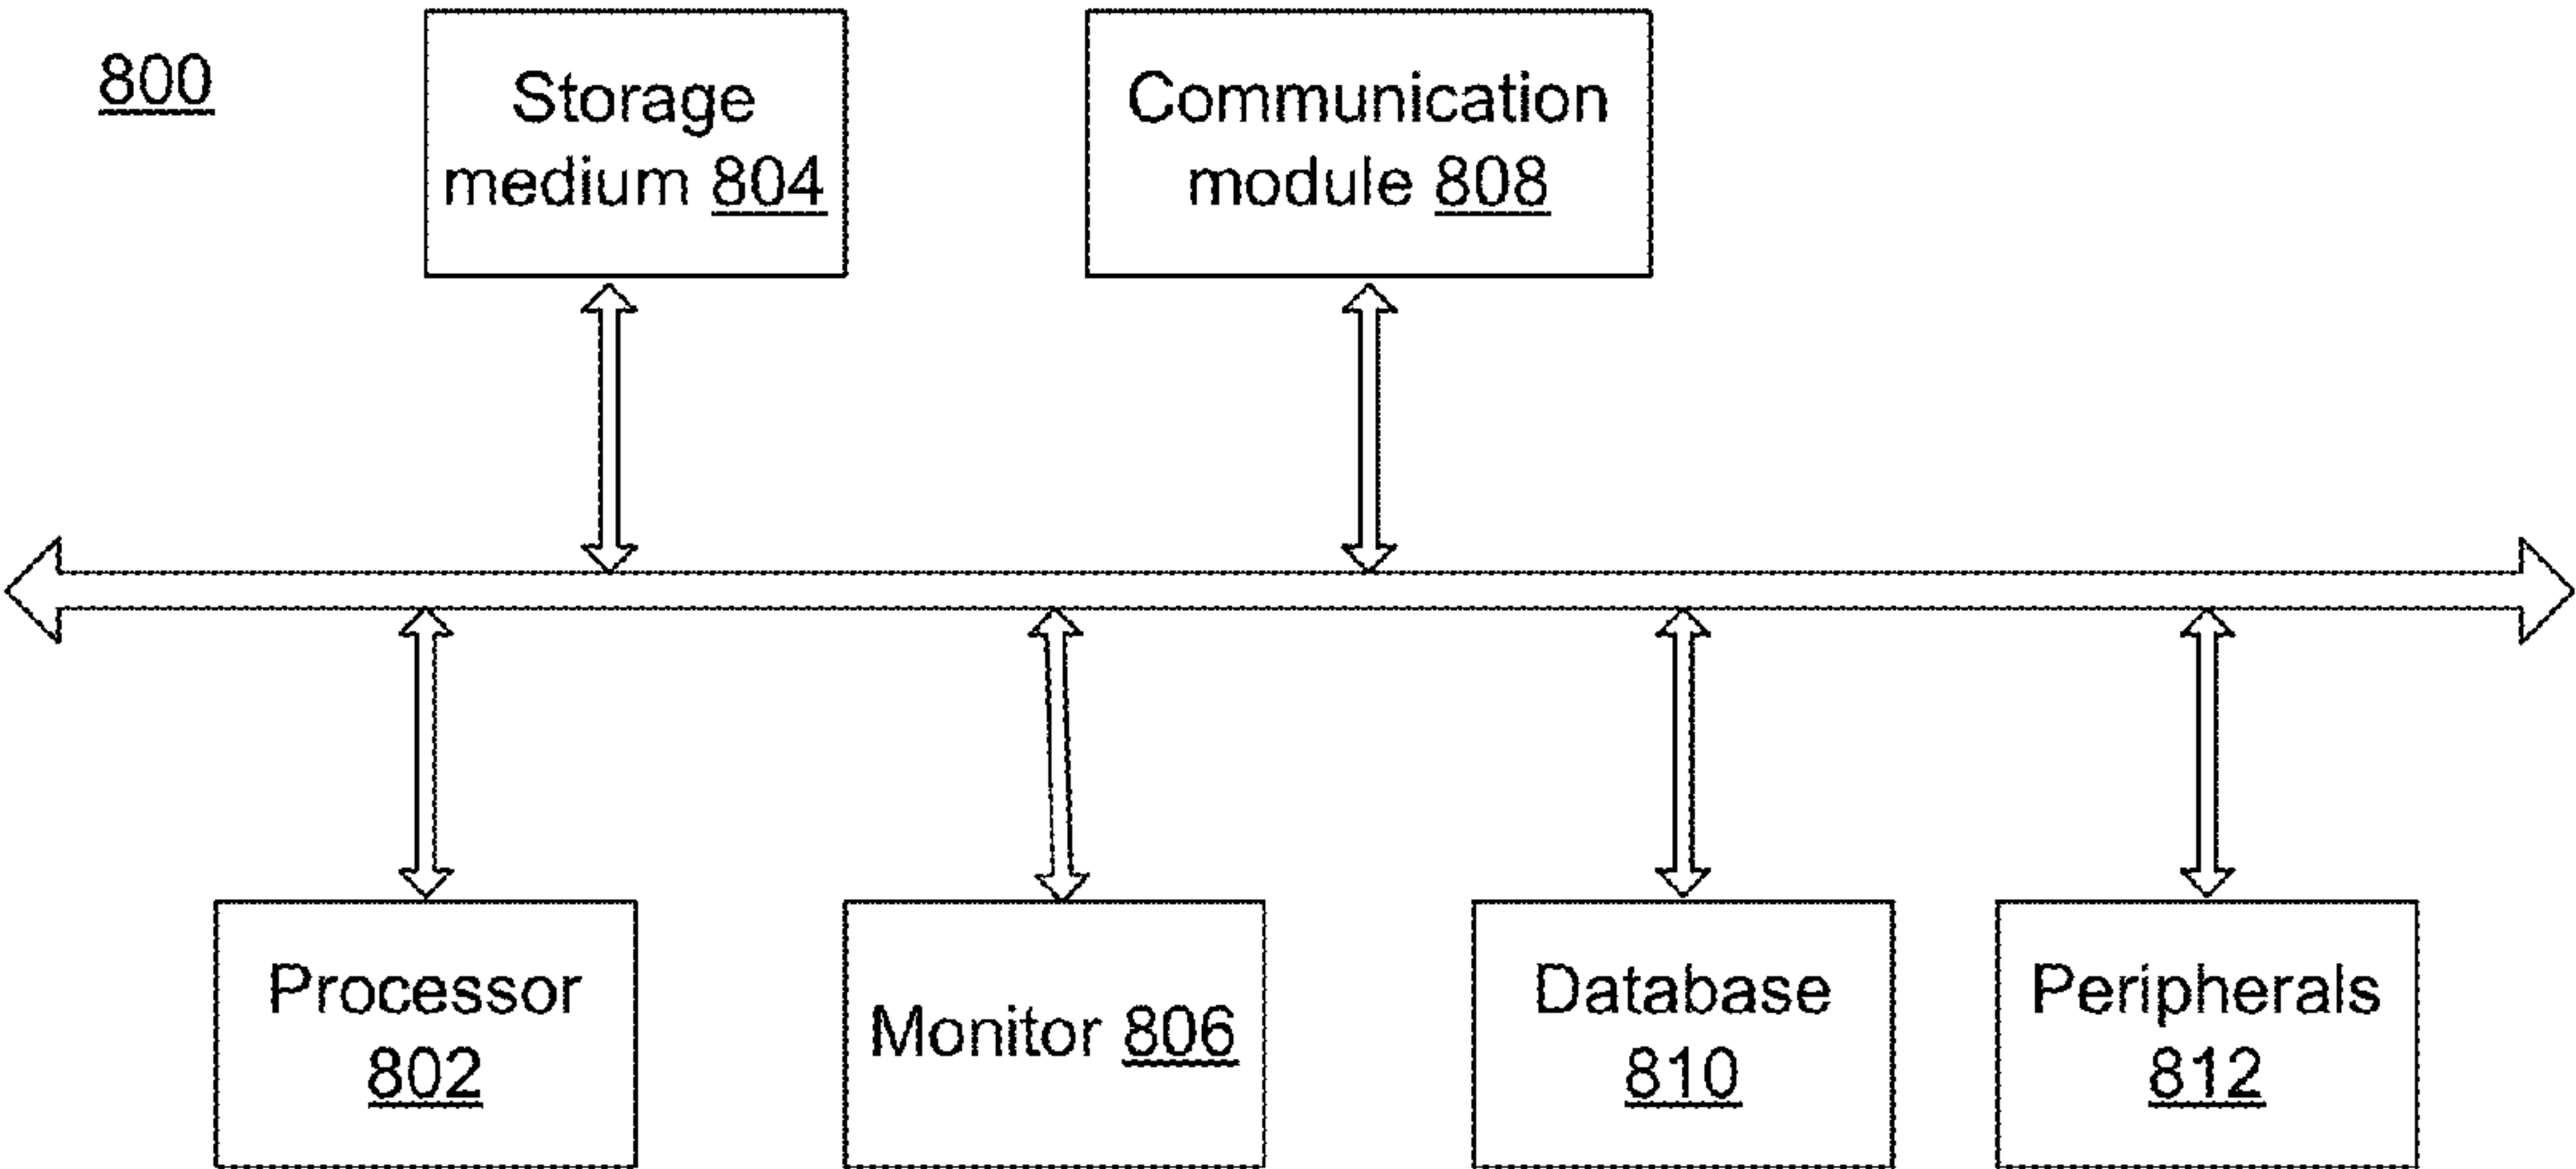 800
Storage
medium 804
Communication
module 808
Processor
802
Monitor 806
Database
810
Peripherals
812